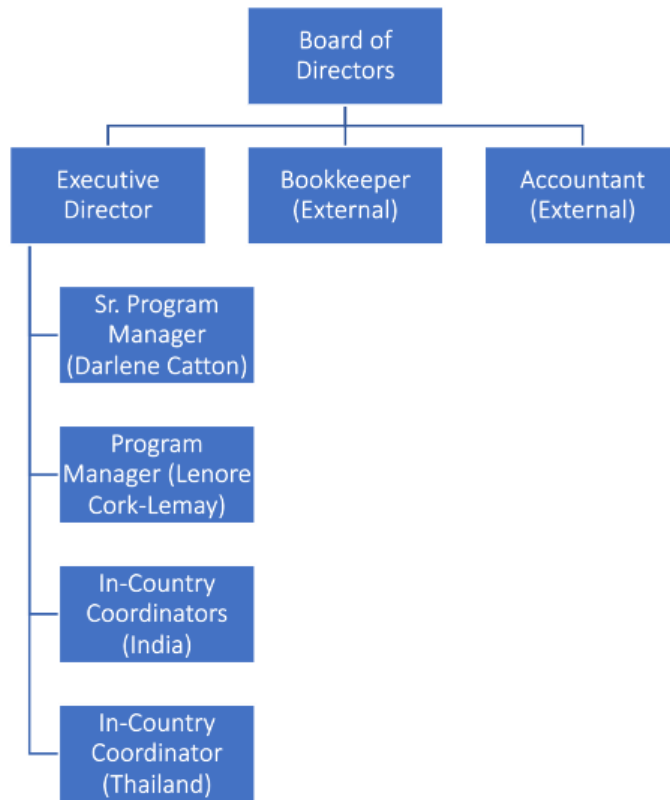 Board of
Directors
Executive
Director
Bookkeeper
(External)
Accountant
(External)
Sr. Program
Manager
(Darlene Catton)
Program
Manager (Lenore
Cork-Lemay)
In-Country
Coordinators
(India)
In-Country
Coordinator
(Thailand)